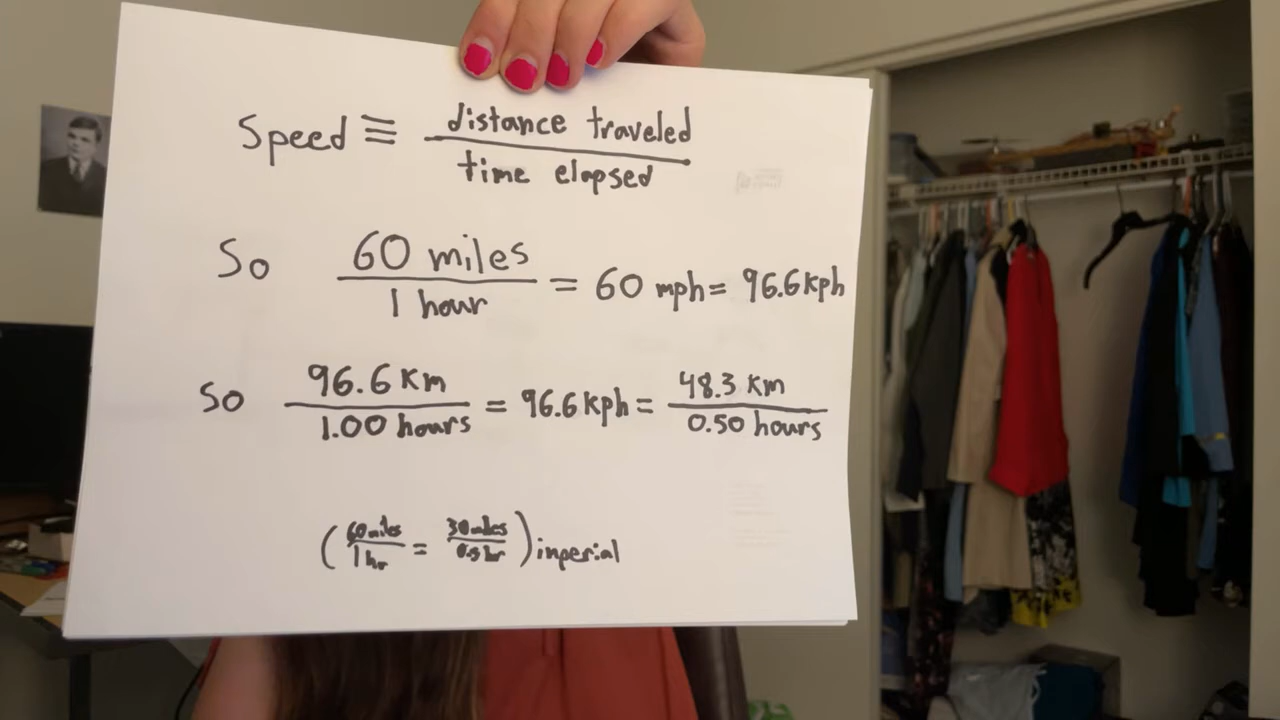 Speed ≡ distance traveled / time elapsed
So 60 miles / 1 hour = 60 mph = 96.6 kph
So 96.6 Km / 1.00 hours = 96.6 kph = 48.3 Km / 0.50 hours
(60 miles / 1 hr = 30 miles / 0.5 hr) imperial